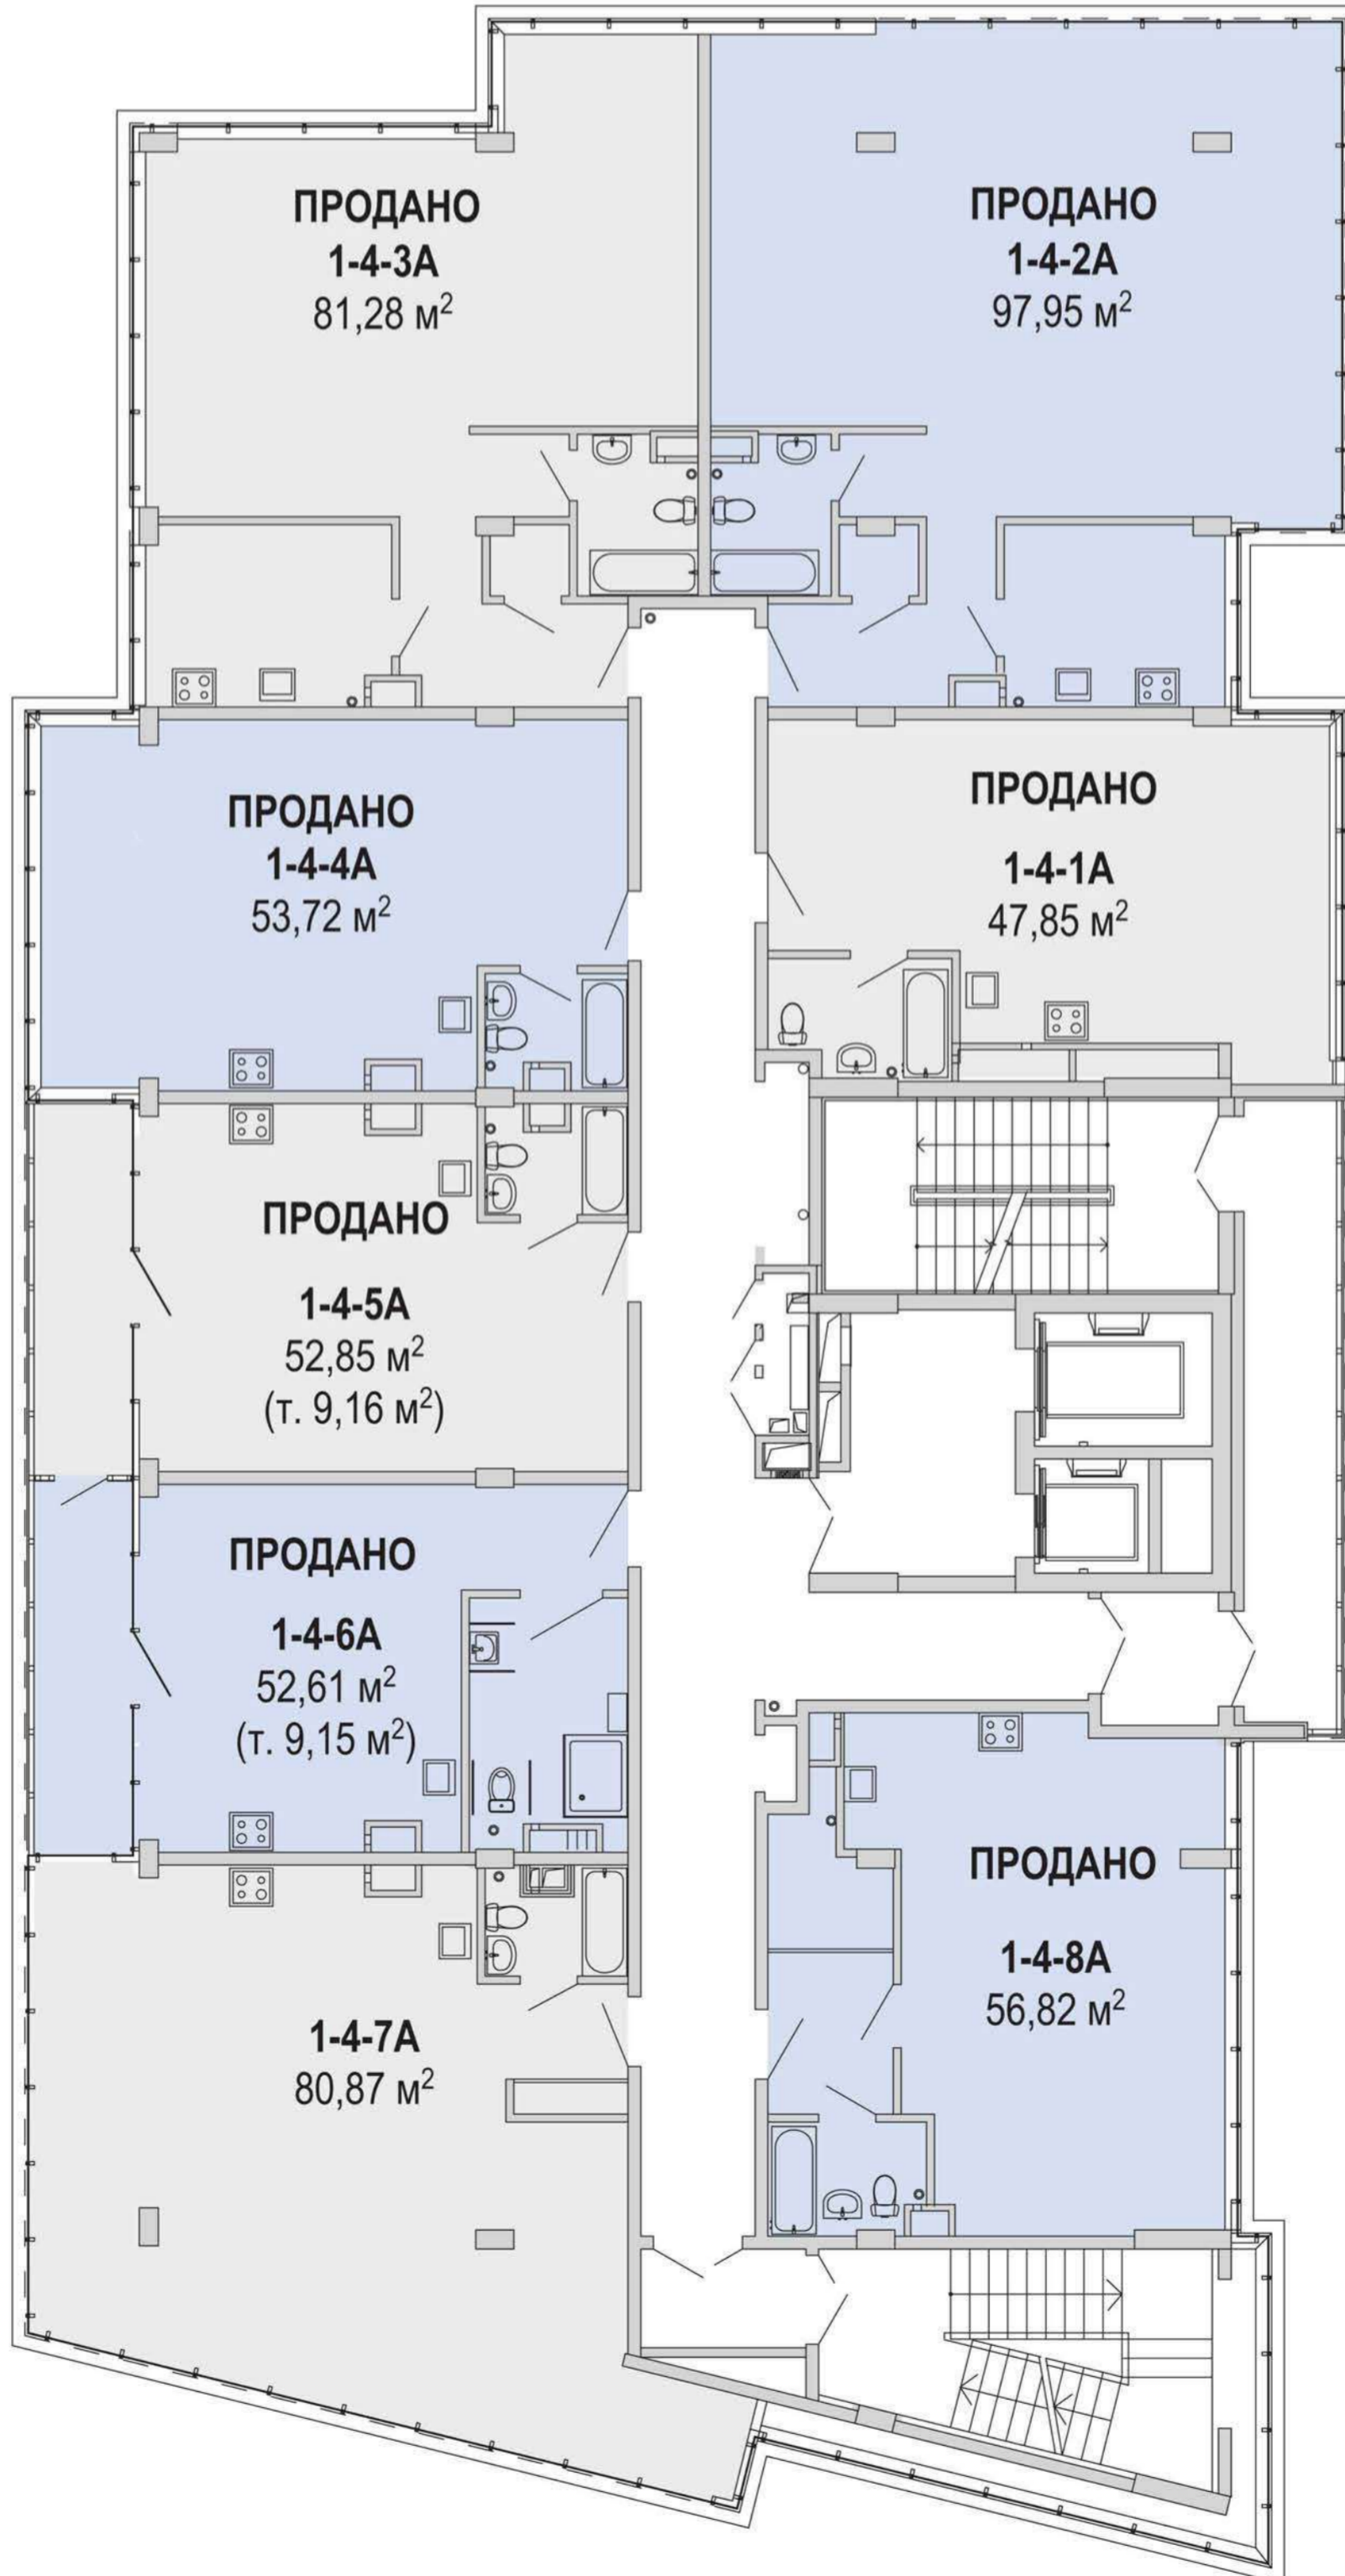 ПРОДАНО
1-4-3А
81,28 м²
ПРОДАНО
1-4-2А
97,95 м²
ПРОДАНО
1-4-4А
53,72 м²
ПРОДАНО
1-4-1А
47,85 м²
ПРОДАНО
1-4-5А
52,85 м²
(т. 9,16 м²)
ПРОДАНО
1-4-6А
52,61 м²
(т. 9,15 м²)
ПРОДАНО
1-4-8А
56,82 м²
1-4-7А
80,87 м²